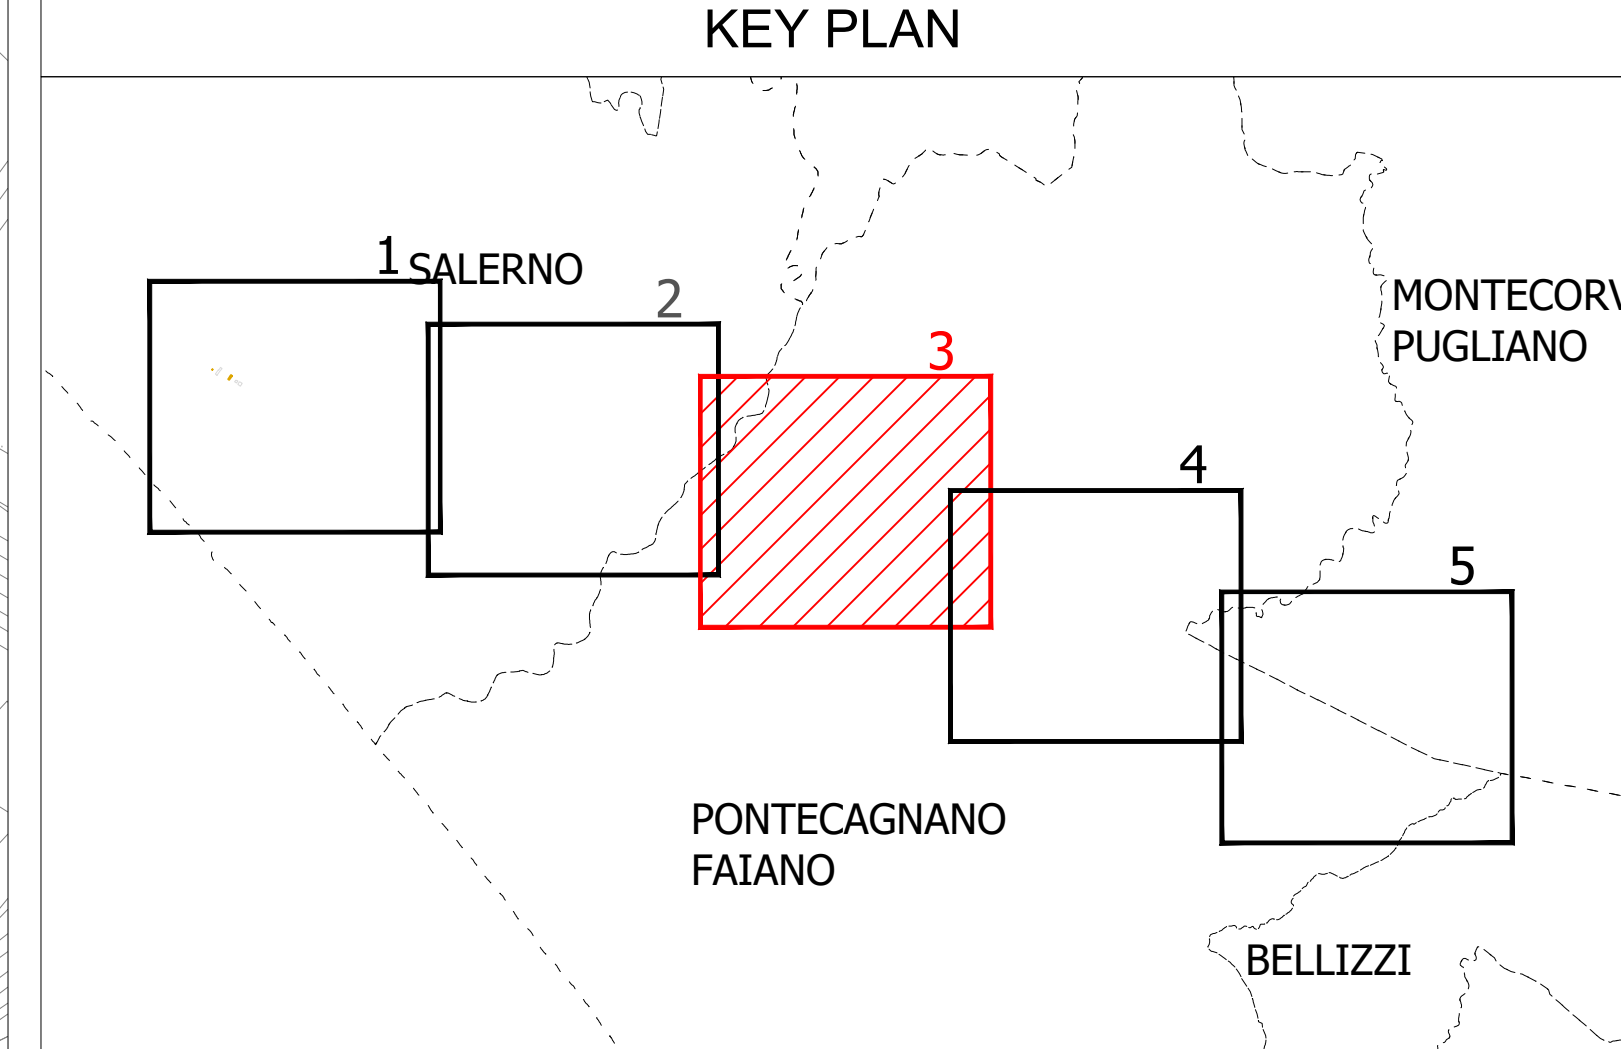 KEY PLAN
1
SALERNO
2
MONTECORV
PUGLIANO
3
4
5
PONTECAGNANO
FAIANO
BELLIZZI